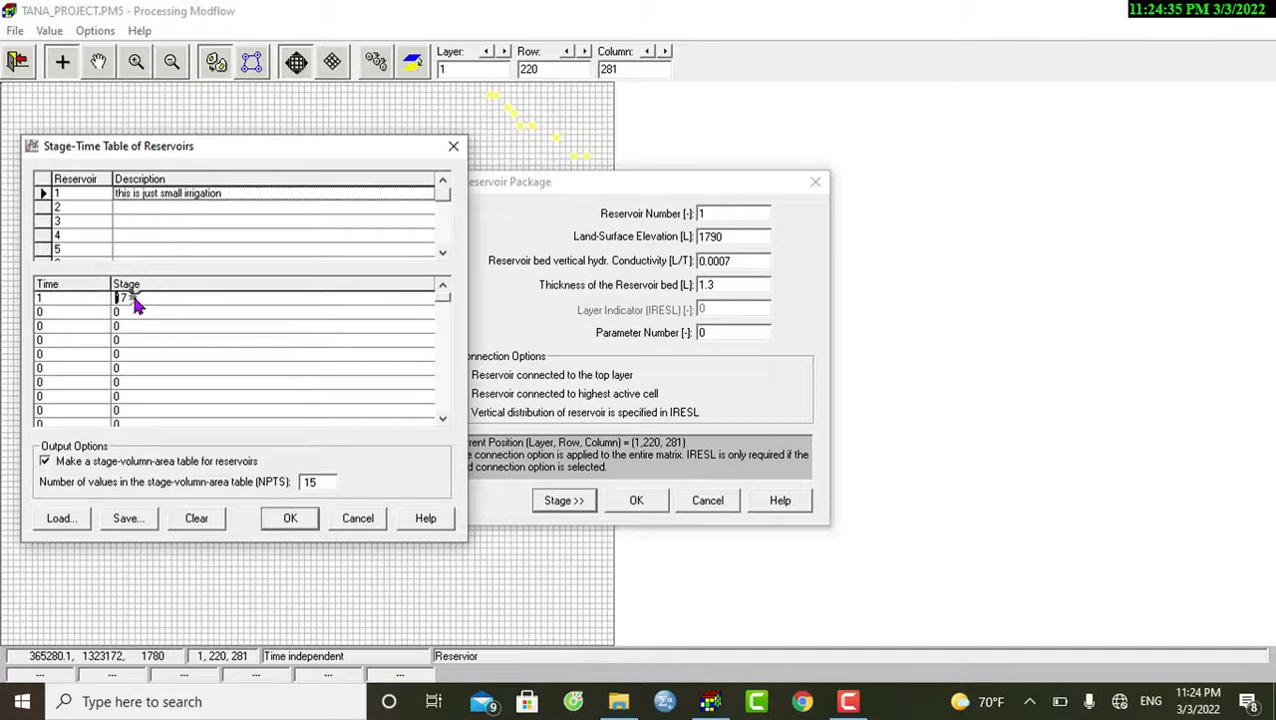 TANA_PROJECT.PM5 - Processing Modflow
11:24:35 PM 3/3/2022
File Value Options Help
Layer: Row: Column:
1 220 281
Stage-Time Table of Reservoirs
Reservoir Description
1 this is just small irrigation
2
3
4
5
Time Stage
1
0 0
0 0
0 0
0 0
0 0
0 0
0 0
0 0
0 0
Output Options
Make a stage-volumn-area table for reservoirs
Number of values in the stage-volumn-area table (NPTS): 15
Load... Save... Clear OK Cancel Help
eservoir Package
Reservoir Number [-]: 1
Land-Surface Elevation [L]: 1790
Reservoir bed vertical hydr. Conductivity [L/T]: 0.0007
Thickness of the Reservoir bed [L]: 1.3
Layer Indicator (IRESL) [-]: 0
Parameter Number [-]: 0
onnection Options
Reservoir connected to the top layer
Reservoir connected to highest active cell
Vertical distribution of reservoir is specified in IRESL
rrent Position (Layer, Row, Column) = (1,220, 281)
e connection option is applied to the entire matrix. IRESL is only required if the
d connection option is selected.
Stage >> OK Cancel Help
365280.1, 1323172, 1780 1, 220, 281 Time independent Reservior
... ... ... ... ... ...
Type here to search
9
70°F
ENG
11:24 PM
3/3/2022
8